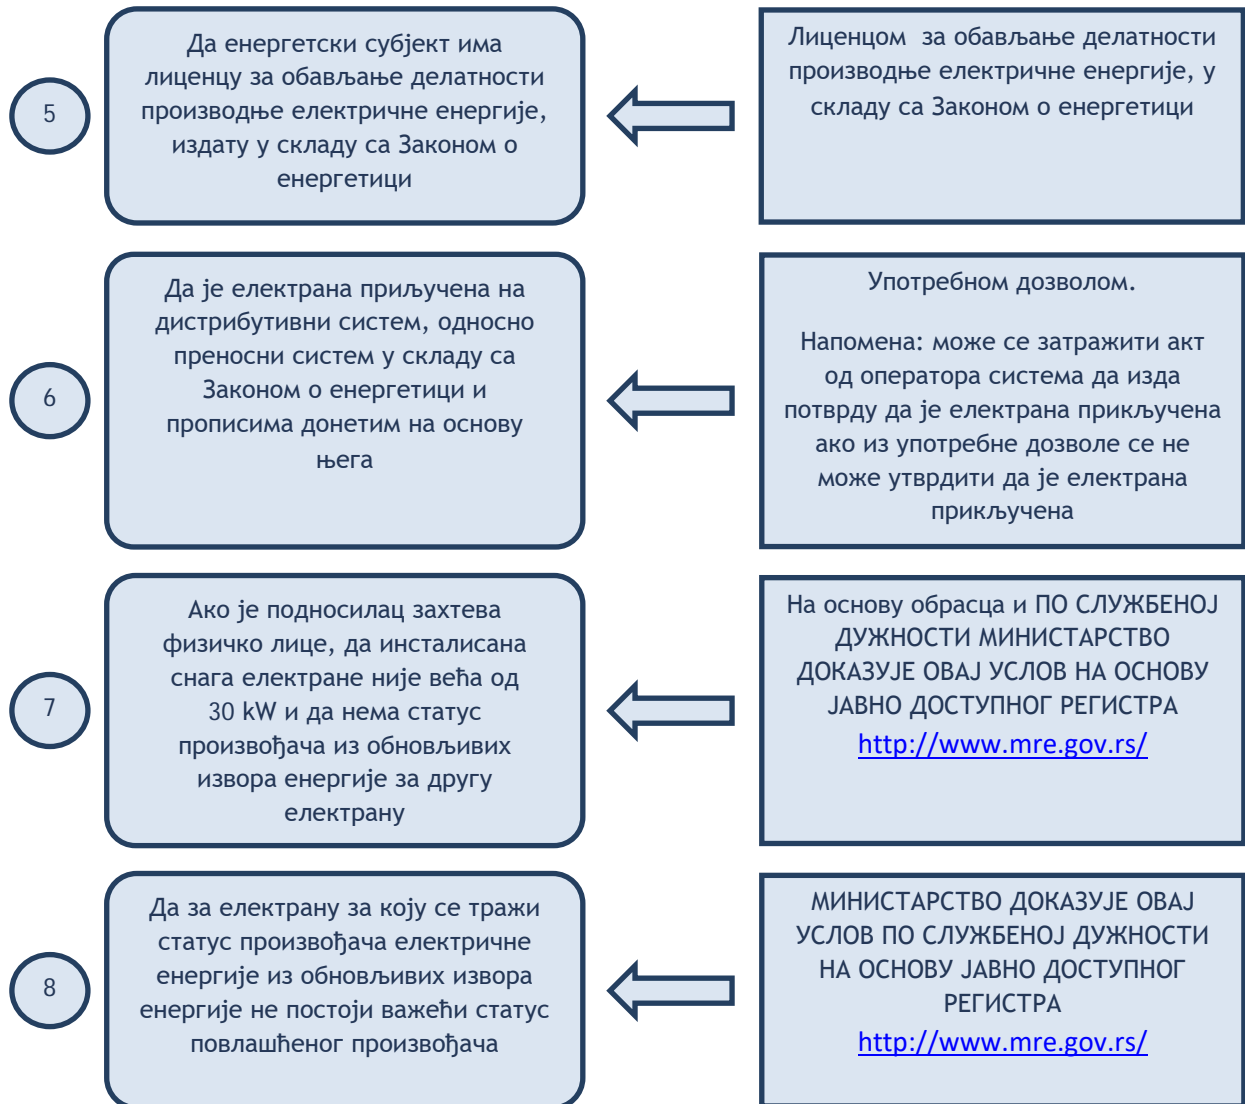 5
Да енергетски субјект има
лиценцу за обављање делатности
производње електричне енергије,
издату у складу са Законом о
енергетици
Лиценцом за обављање делатности
производње електричне енергије, у
складу са Законом о енергетици
6
Да је електрана приључена на
дистрибутивни систем, односно
преносни систем у складу са
Законом о енергетици и
прописима донетим на основу
њега
Употребном дозволом.
Напомена: може се затражити акт
од оператора система да изда
потврду да је електрана прикључена
ако из употребне дозволе се не
може утврдити да је електрана
прикључена
7
Ако је подносилац захтева
физичко лице, да инсталисана
снага електране није већа од
30 kW и да нема статус
произвођача из обновљивих
извора енергије за другу
електрану
На основу обрасца и ПО СЛУЖБЕНОЈ
ДУЖНОСТИ МИНИСТАРСТВО
ДОКАЗУЈЕ ОВАЈ УСЛОВ НА ОСНОВУ
ЈАВНО ДОСТУПНОГ РЕГИСТРА
http://www.mre.gov.rs/
8
Да за електрану за коју се тражи
статус произвођача електричне
енергије из обновљивих извора
енергије не постоји важећи статус
повлашћеног произвођача
МИНИСТАРСТВО ДОКАЗУЈЕ ОВАЈ
УСЛОВ ПО СЛУЖБЕНОЈ ДУЖНОСТИ
НА ОСНОВУ ЈАВНО ДОСТУПНОГ
РЕГИСТРА
http://www.mre.gov.rs/